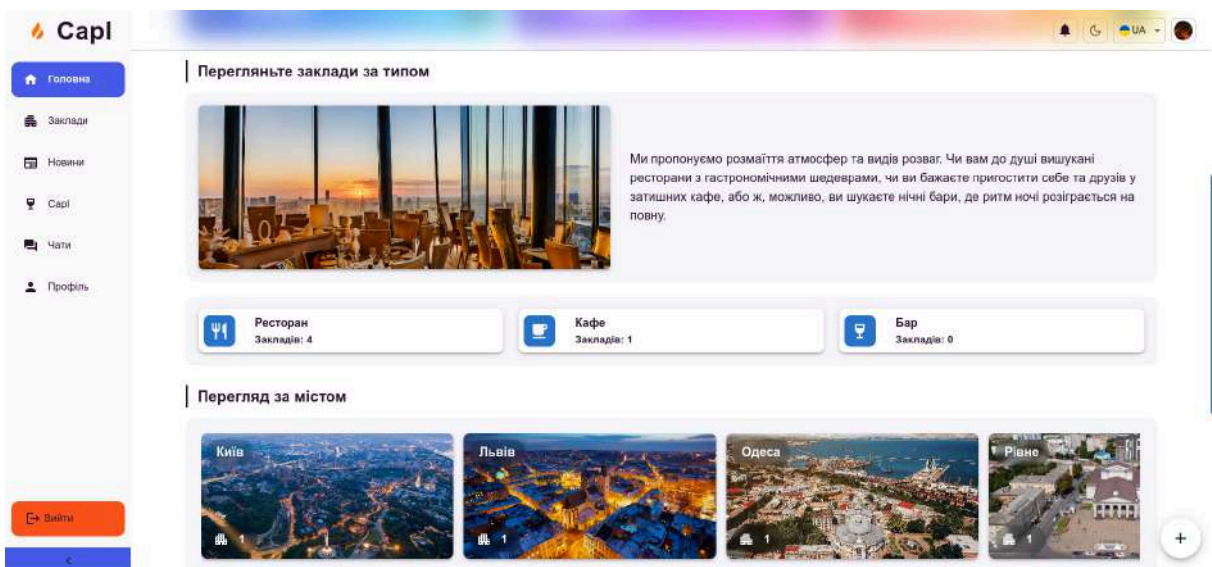 Capl
UA
Головна
Заклади
Новини
Capl
Чати
Профіль
Вийти
Перегляньте заклади за типом
Ми пропонуємо розмаїття атмосфер та видів розваг. Чи вам до душі вишукані
ресторани з гастрономічними шедеврами, чи ви бажаєте пригостити себе та друзів у
затишних кафе, або ж, можливо, ви шукаєте нічні бари, де ритм ночі розіграється на
повну.
Ресторан
Закладів: 4
Кафе
Закладів: 1
Бар
Закладів: 0
Перегляд за містом
Київ
1
Львів
1
Одеса
1
Рівне
1